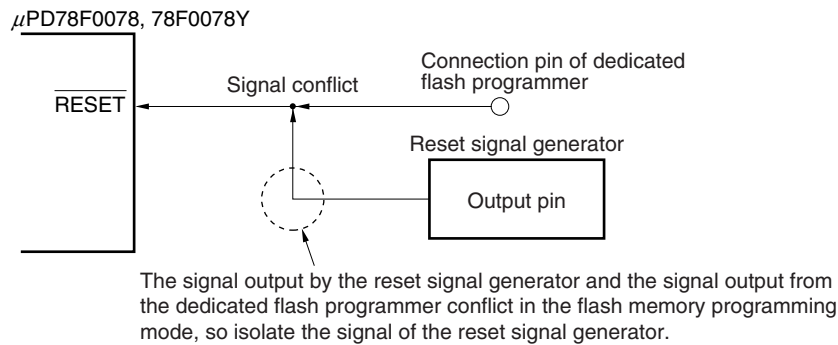 μPD78F0078, 78F0078Y
Connection pin of dedicated
flash programmer
Signal conflict
RESET
Reset signal generator
Output pin
The signal output by the reset signal generator and the signal output from
the dedicated flash programmer conflict in the flash memory programming
mode, so isolate the signal of the reset signal generator.